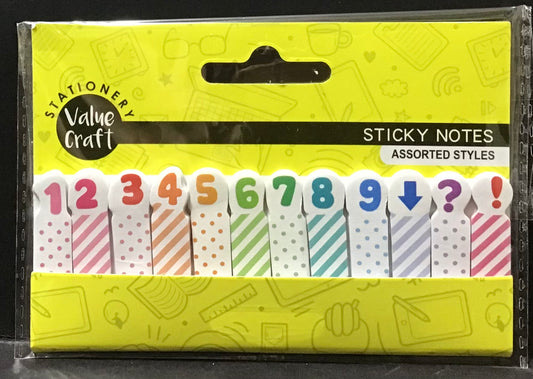 STATIONERY
Value
Craft
STICKY NOTES
ASSORTED STYLES
1 2 3 4 5 6 7 8 9 ? !